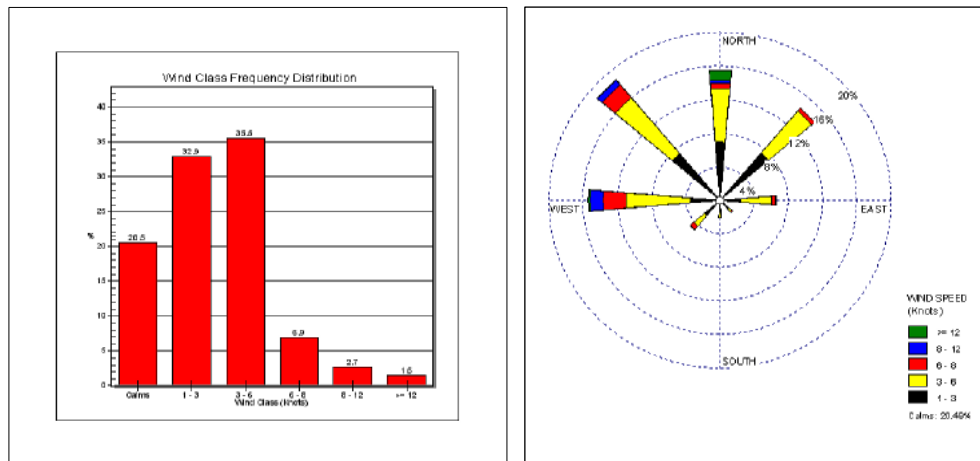 Wind Class Frequency Distribution
40
35
30
25
20
15
10
5
0
%
20.5
32.9
35.5
6.9
2.7
1.5
Calms
1 - 3
3 - 6
6 - 8
8 - 12
>= 12
Wind Class (Knots)
NORTH
20%
16%
12%
8%
4%
WEST
EAST
SOUTH
WIND SPEED
(Knots)
>= 12
8 - 12
6 - 8
3 - 6
1 - 3
Calms: 20.49%